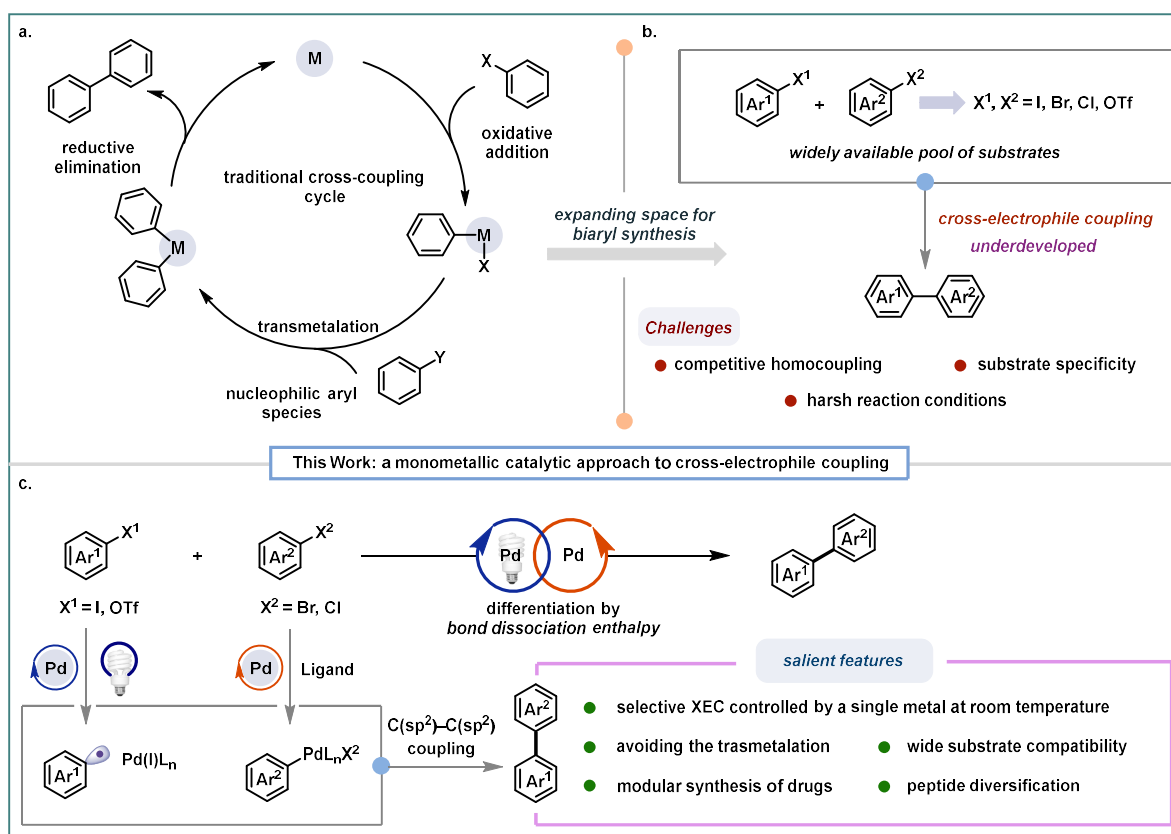 a.
M
X
oxidative
addition
reductive
elimination
traditional cross-coupling
cycle
M
M
X
transmetalation
Y
nucleophilic aryl
species
expanding space for
biaryl synthesis
b.
X¹
X²
Ar¹
+
Ar²
X¹, X² = I, Br, Cl, OTf
widely available pool of substrates
cross-electrophile coupling
underdeveloped
Ar¹
Ar²
Challenges
competitive homocoupling
substrate specificity
harsh reaction conditions
This Work: a monometallic catalytic approach to cross-electrophile coupling
c.
X¹
X²
Ar¹
+
Ar²
Pd
Pd
Ar²
Ar¹
X¹ = I, OTf
X² = Br, Cl
differentiation by
bond dissociation enthalpy
Pd
Pd
Ligand
salient features
Ar¹
Pd(I)Lₙ
PdLₙX²
Ar²
C(sp²)–C(sp²)
coupling
Ar²
Ar¹
selective XEC controlled by a single metal at room temperature
avoiding the trasmetalation
wide substrate compatibility
modular synthesis of drugs
peptide diversification